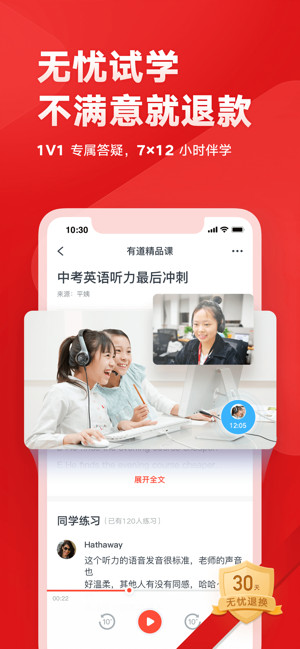 无忧试学
不满意就退款
1V1 专属答疑，7×12 小时伴学
10:30
有道精品课
中考英语听力最后冲刺
来源：平姨
12:05
展开全文
同学练习（已有120人练习）
Hathaway
这个听力的语音发音很标准，老师的声音
也
好温柔，其他人有没有同感，哈哈
00:22
10"
10"
30天
无忧退换